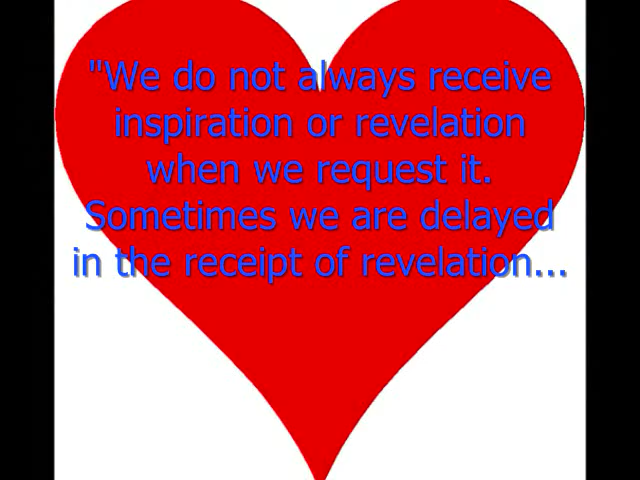 "We do not always receive
inspiration or revelation
when we request it.
Sometimes we are delayed
in the receipt of revelation...